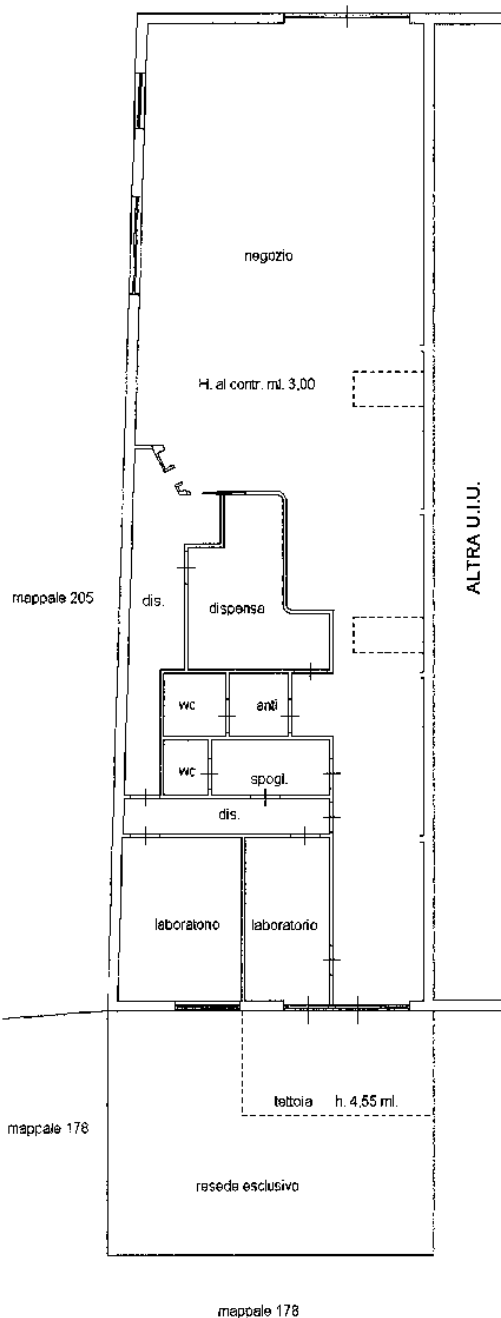 negozio
H. al contr. ml. 3,00
ALTRA U.I.U.
mappale 205
dis.
dispensa
wc
anti
wc
spogl.
dis.
laboratorio
laboratorio
tettoia h. 4,55 ml.
mappale 178
resede esclusivo
mappale 178